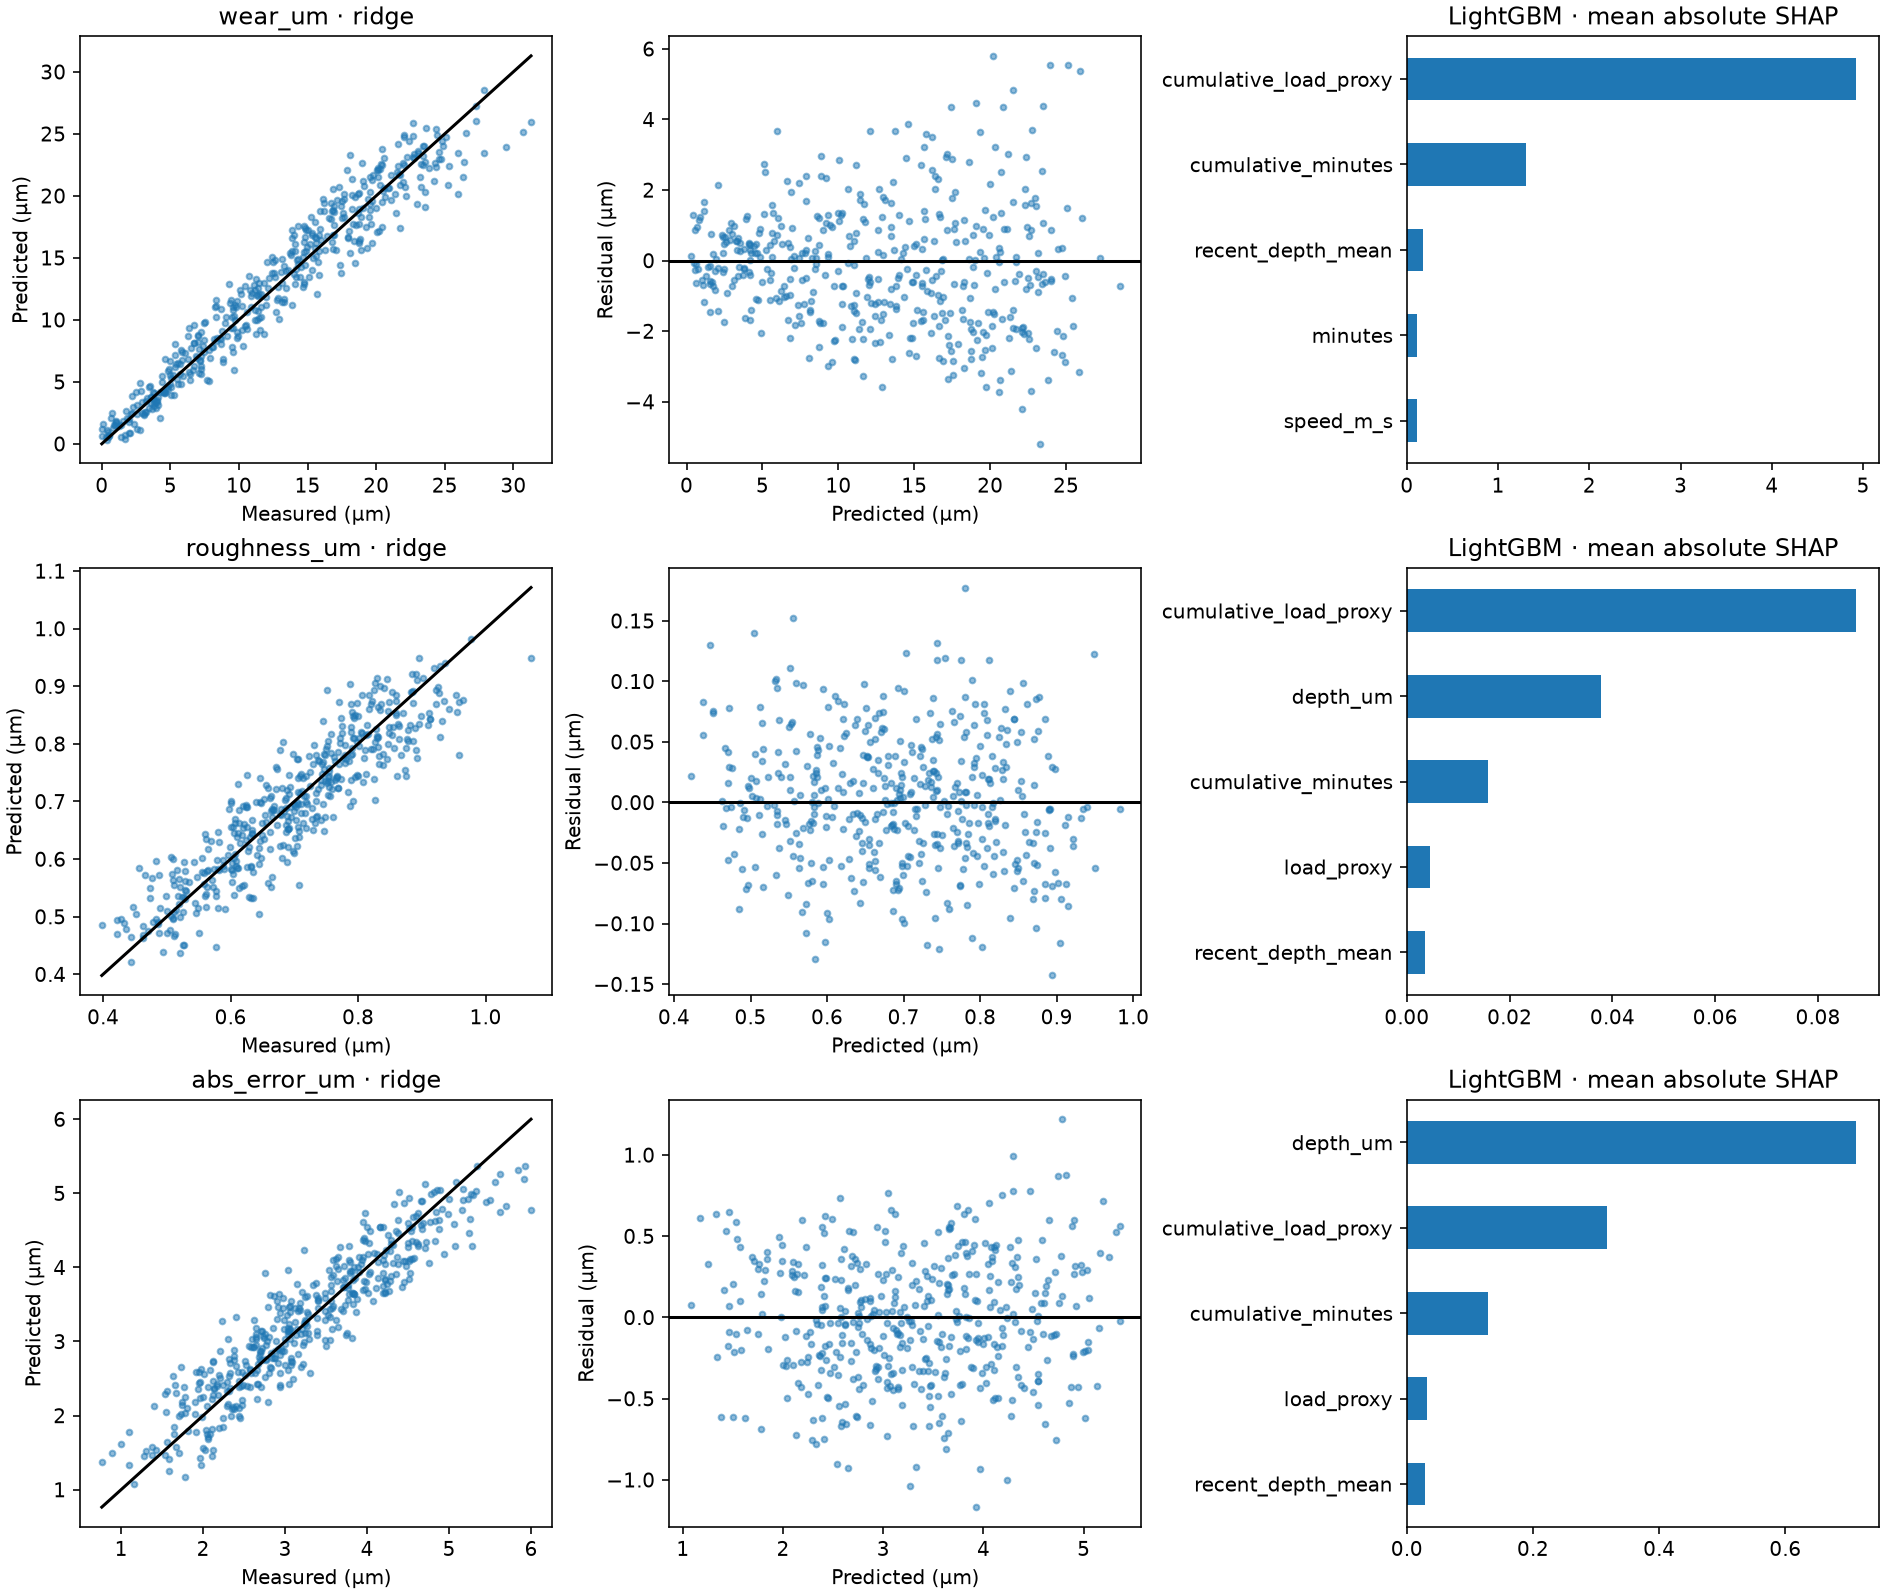 wear_um · ridge
30
25
20
15
10
5
0
Predicted (µm)
0 5 10 15 20 25 30
Measured (µm)
6
4
2
0
−2
−4
Residual (µm)
0 5 10 15 20 25
Predicted (µm)
LightGBM · mean absolute SHAP
cumulative_load_proxy
cumulative_minutes
recent_depth_mean
minutes
speed_m_s
0 1 2 3 4 5
roughness_um · ridge
1.1
1.0
0.9
0.8
0.7
0.6
0.5
0.4
Predicted (µm)
0.4 0.6 0.8 1.0
Measured (µm)
0.15
0.10
0.05
0.00
−0.05
−0.10
−0.15
Residual (µm)
0.4 0.5 0.6 0.7 0.8 0.9 1.0
Predicted (µm)
LightGBM · mean absolute SHAP
cumulative_load_proxy
depth_um
cumulative_minutes
load_proxy
recent_depth_mean
0.00 0.02 0.04 0.06 0.08
abs_error_um · ridge
6
5
4
3
2
1
Predicted (µm)
1 2 3 4 5 6
Measured (µm)
1.0
0.5
0.0
−0.5
−1.0
Residual (µm)
1 2 3 4 5
Predicted (µm)
LightGBM · mean absolute SHAP
depth_um
cumulative_load_proxy
cumulative_minutes
load_proxy
recent_depth_mean
0.0 0.2 0.4 0.6